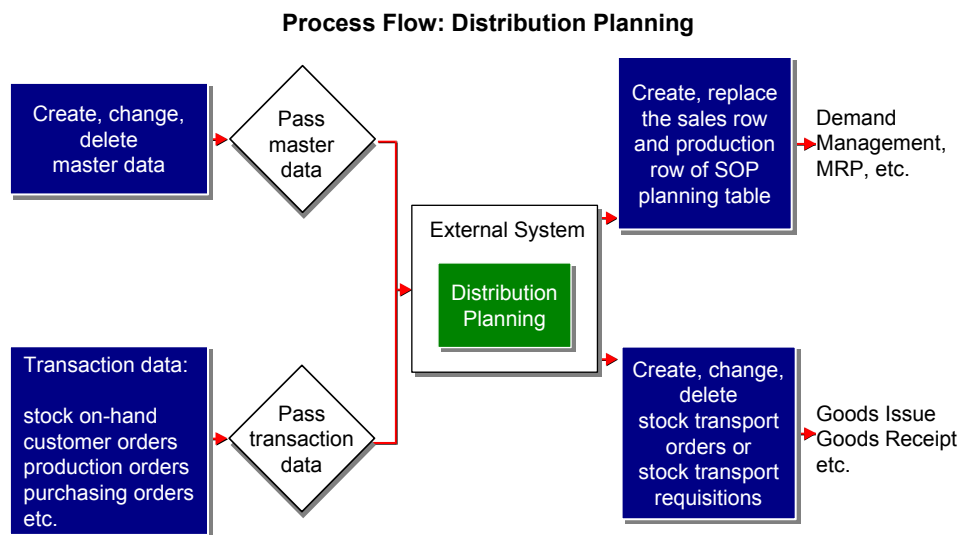 Process Flow: Distribution Planning
Create, change,
delete
master data
Pass
master
data
Transaction data:
stock on-hand
customer orders
production orders
purchasing orders
etc.
Pass
transaction
data
External System
Distribution
Planning
Create, replace
the sales row
and production
row of SOP
planning table
Demand
Management,
MRP, etc.
Create, change,
delete
stock transport
orders or
stock transport
requisitions
Goods Issue
Goods Receipt
etc.